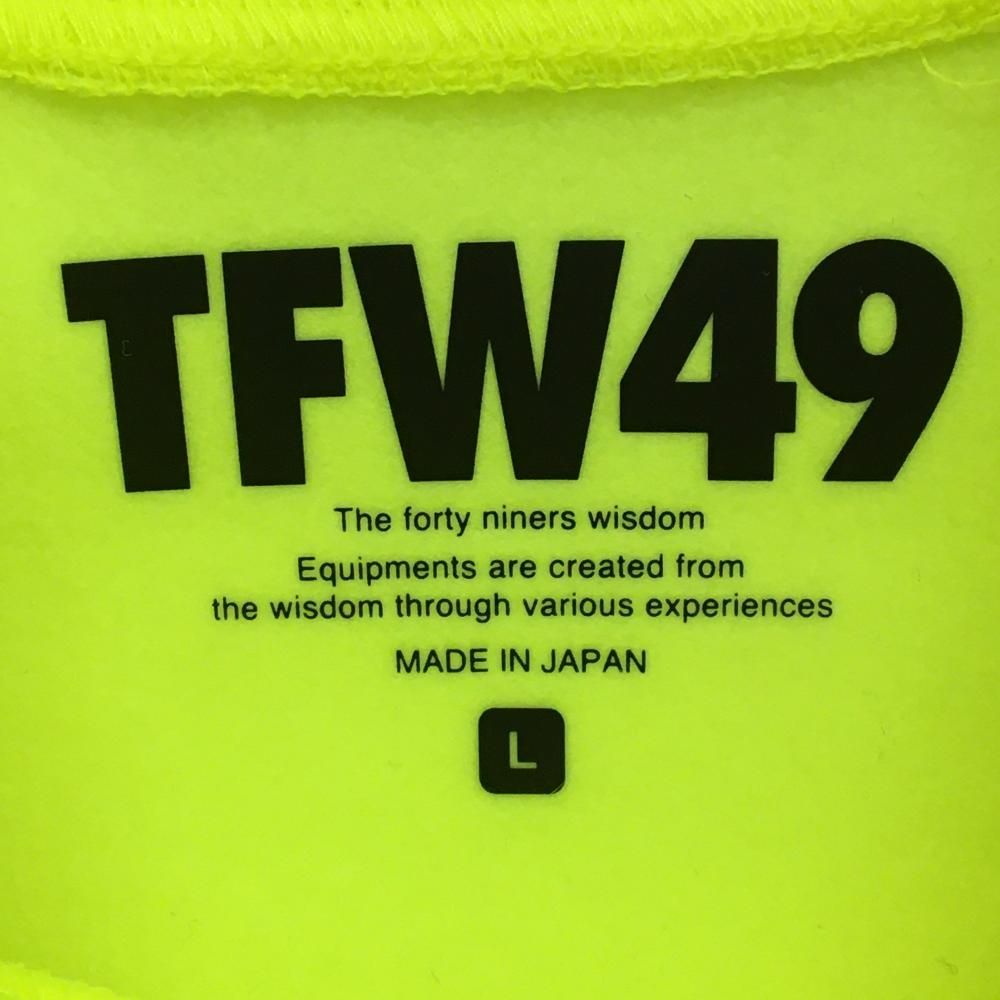 TFW49
The forty niners wisdom
Equipments are created from
the wisdom through various experiences
MADE IN JAPAN
L